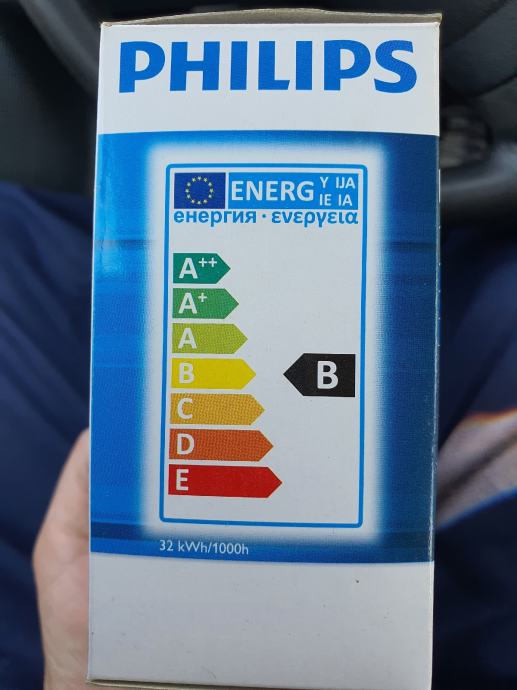 PHILIPS
ENERG Y IJA
IE IA
енергия · ενεργεια
A++
A+
A
B
B
C
D
E
32 kWh/1000h